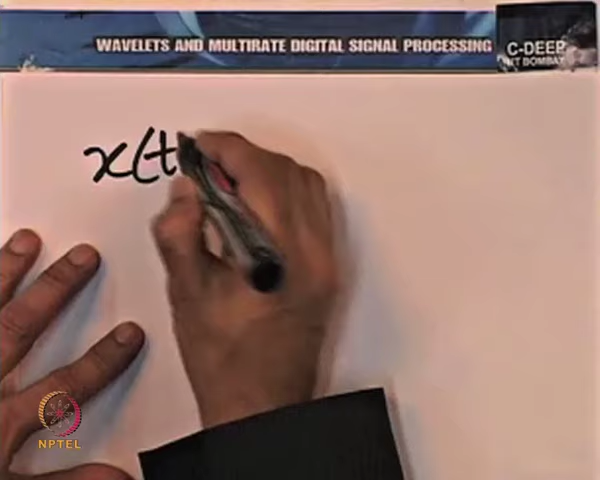 WAVELETS AND MULTIRATE DIGITAL SIGNAL PROCESSING
C-DEEP
IIT BOMBAY
x(t
NPTEL